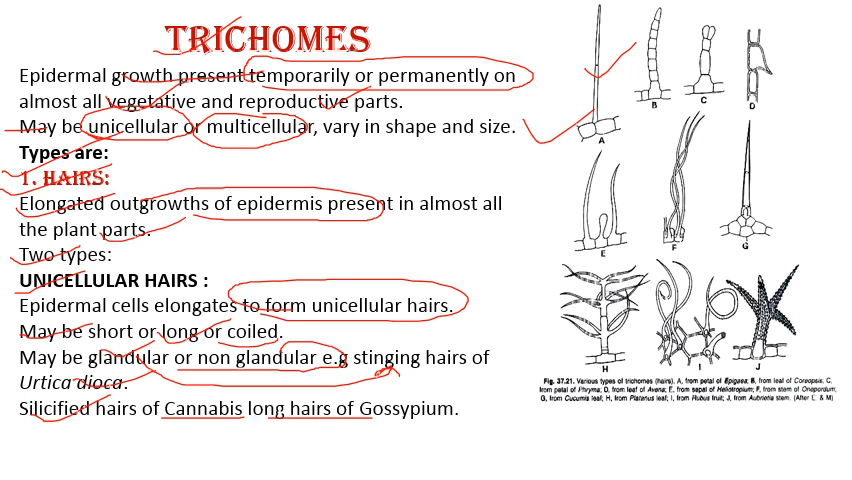 TRICHOMES
Epidermal growth present temporarily or permanently on
almost all vegetative and reproductive parts.
May be unicellular or multicellular, vary in shape and size.
Types are:
1. HAIRS:
Elongated outgrowths of epidermis present in almost all
the plant parts.
Two types:
UNICELLULAR HAIRS :
Epidermal cells elongates to form unicellular hairs.
May be short or long or coiled.
May be glandular or non glandular e.g stinging hairs of
Urtica dioca.
Silicified hairs of Cannabis long hairs of Gossypium.
A
B
C
D
E
F
G
H
I
J
Fig. 37.21. Various types of trichomes (hairs). A, from petal of Epigaea; B, from leaf of Coreopsis, C,
from petal of Phryma; D, from leaf of Avena; E, from sepal of Heliotropium; F, from stem of Onopordum,
G, from Cucumis leaf; H, from Platanus leaf; I, from Rubus fruit; J, from Aubrietia stem. (After E. & M)